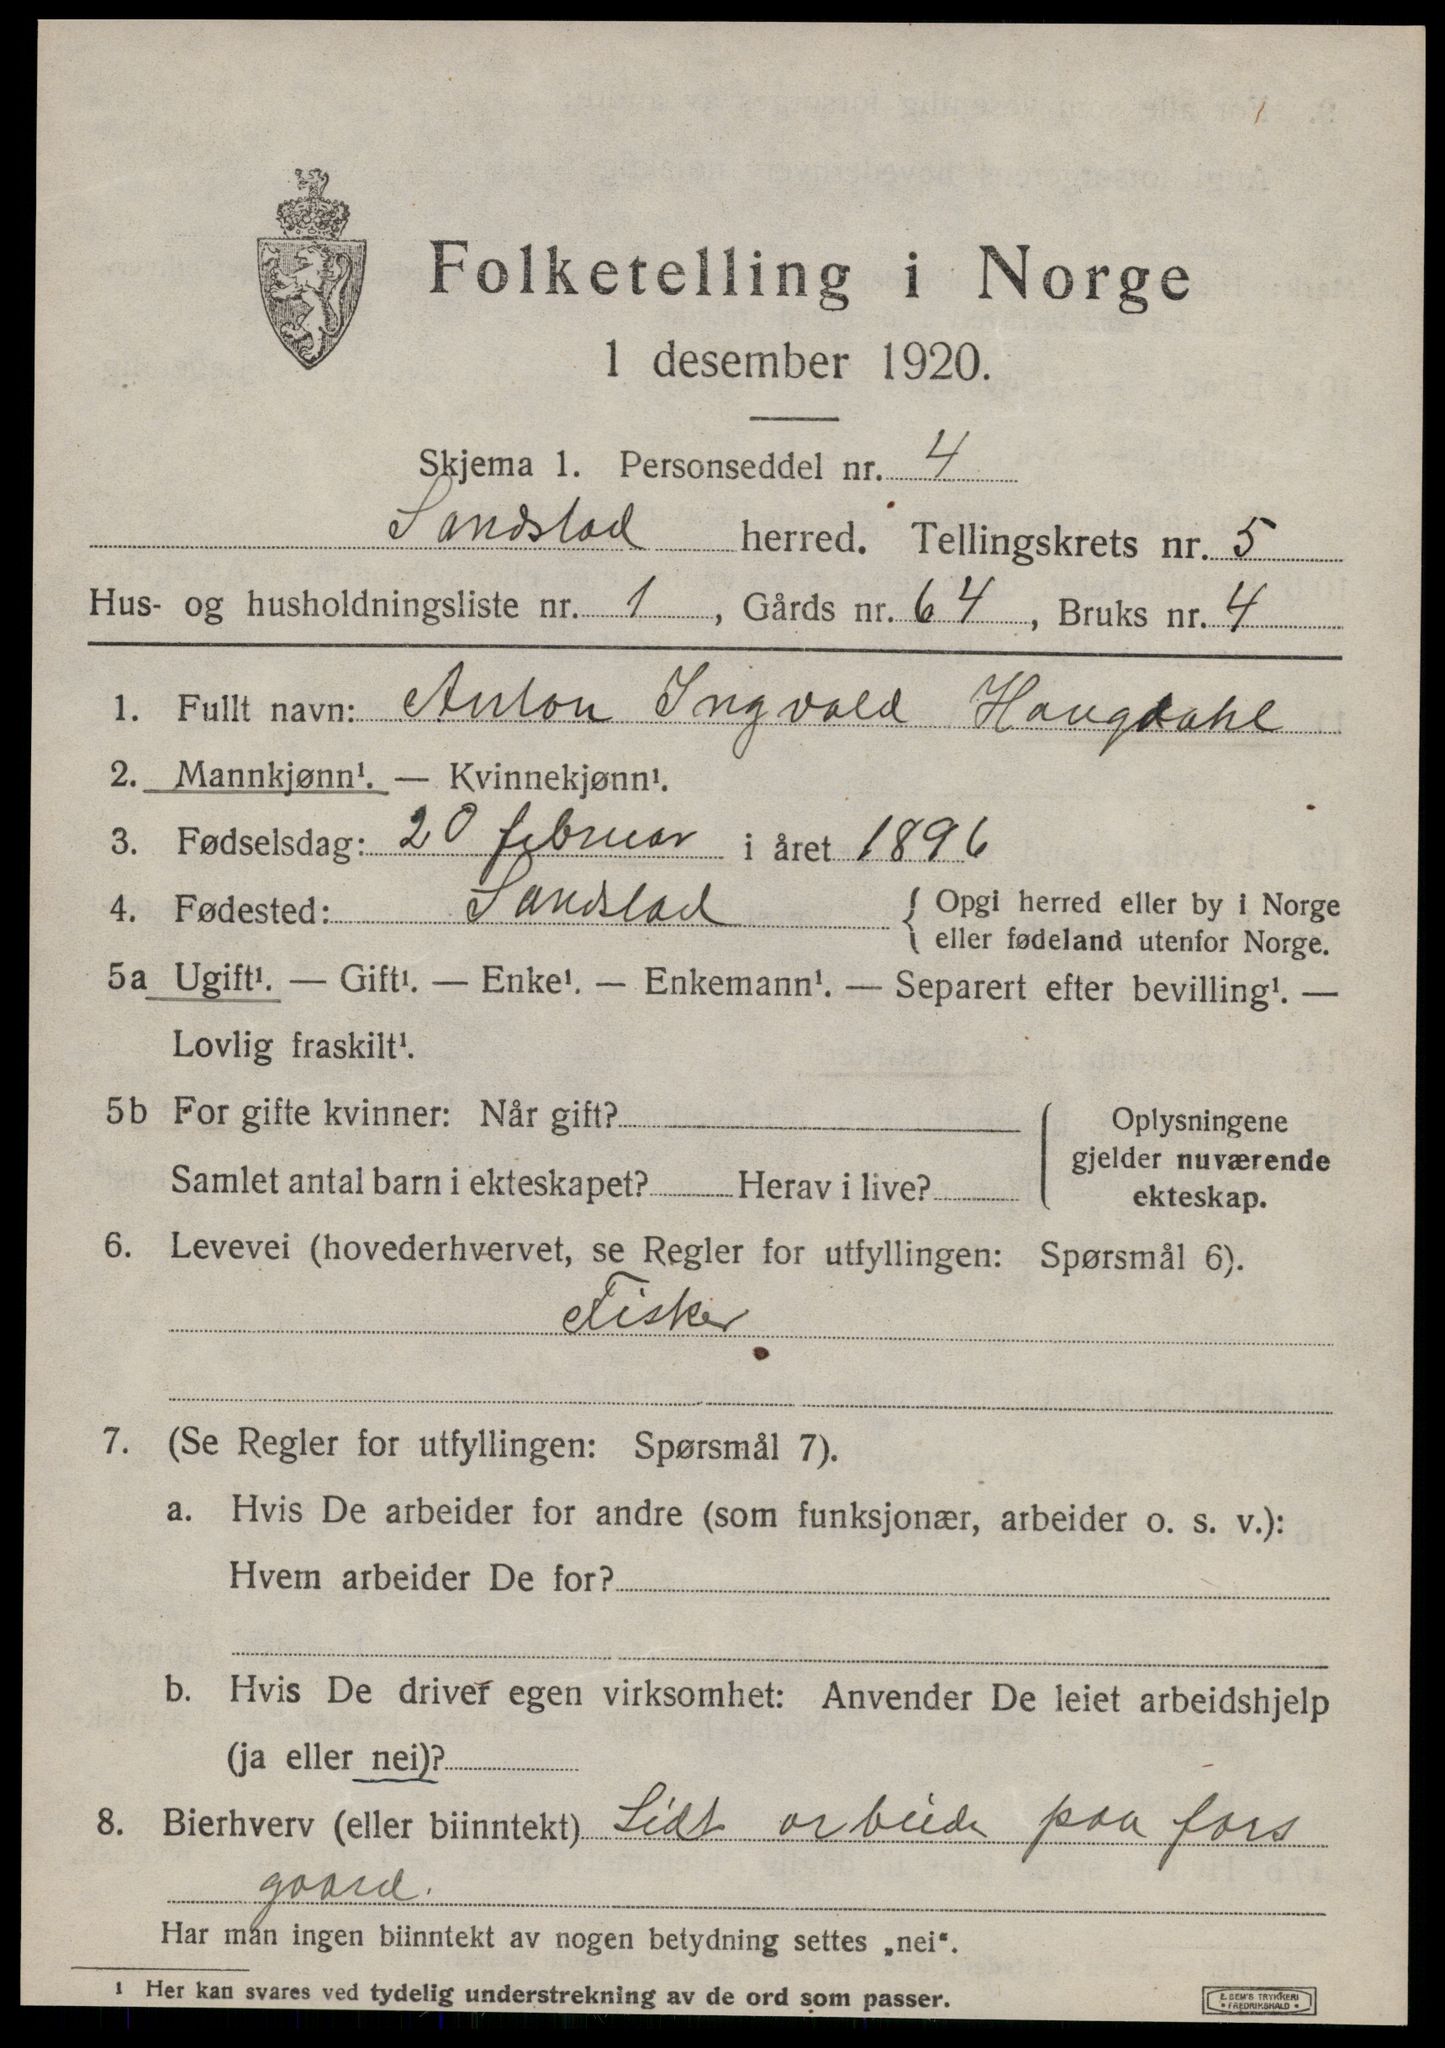 Folketelling i Norge
1 desember 1920.
Skjema 1. Personseddel nr. 4
Sandstad herred. Tellingskrets nr. 5
Hus- og husholdningsliste nr. 1, Gårds nr. 64, Bruks nr. 4
1. Fullt navn: Anton Ingvald Haugdahl
2. Mannkjønn¹. — Kvinnekjønn¹.
3. Fødselsdag: 20 februar i året 1896
4. Fødested: Sandstad { Opgi herred eller by i Norge
eller fødeland utenfor Norge.
5a Ugift¹. — Gift¹. — Enke¹. — Enkemann¹. — Separert efter bevilling¹. —
Lovlig fraskilt¹.
5b For gifte kvinner: Når gift?
Samlet antal barn i ekteskapet? Herav i live?
Oplysningene
gjelder nuværende
ekteskap.
6. Levevei (hovederhvervet, se Regler for utfyllingen: Spørsmål 6).
Fisker
7. (Se Regler for utfyllingen: Spørsmål 7).
a. Hvis De arbeider for andre (som funksjonær, arbeider o. s. v.):
Hvem arbeider De for?
b. Hvis De driver egen virksomhet: Anvender De leiet arbeidshjelp
(ja eller nei)?
8. Bierhverv (eller biinntekt) Lidt arbeide paa fars
gaard.
Har man ingen biinntekt av nogen betydning settes „nei“.
¹ Her kan svares ved tydelig understrekning av de ord som passer.
E. SEM'S TRYKKERI
• FREDRIKSHALD •